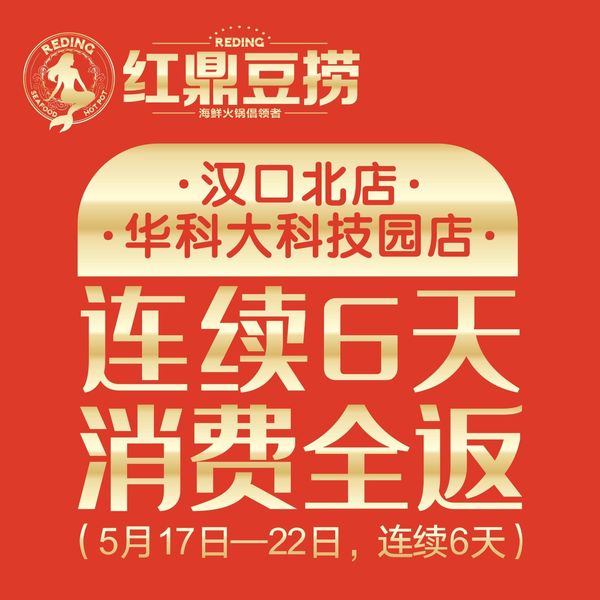 REDING
SEAFOOD HOT POT
REDING
红鼎豆捞
海鲜火锅倡领者
·汉口北店·
·华科大科技园店·
连续6天
消费全返
(5月17日—22日，连续6天)